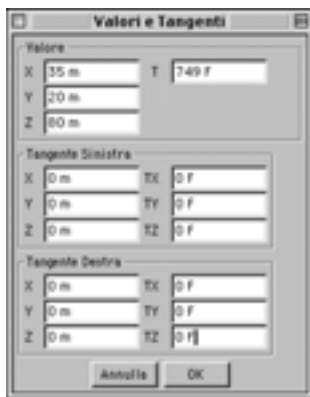 Valori e Tangenti
Valore
X 35 m T 749 F
Y 20 m
Z 80 m
Tangente Sinistra
X 0 m TX 0 F
Y 0 m TY 0 F
Z 0 m TZ 0 F
Tangente Destra
X 0 m TX 0 F
Y 0 m TY 0 F
Z 0 m TZ 0 F
Annulla OK